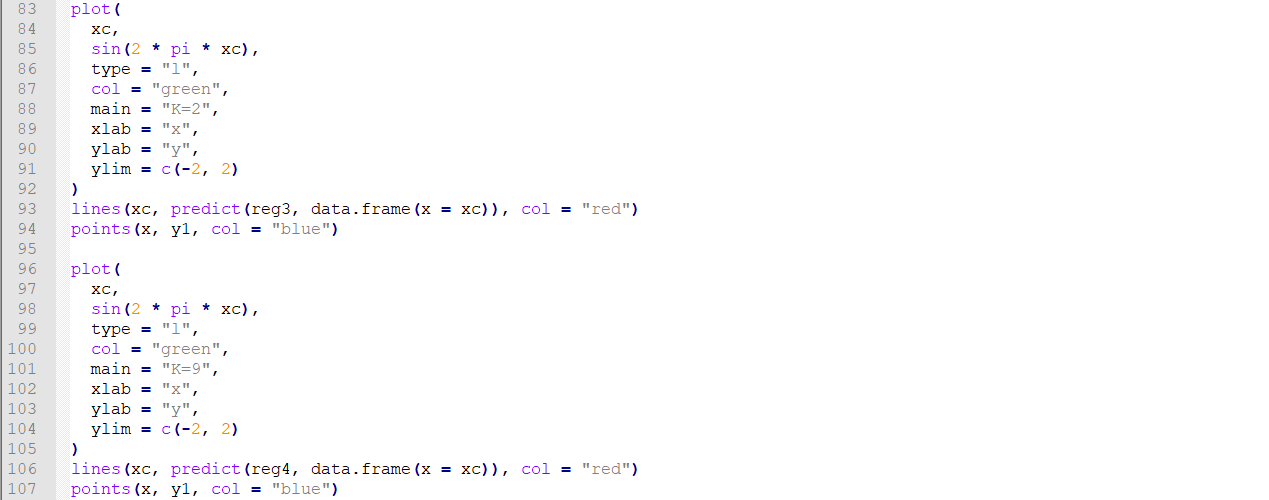 83 plot(
84   xc,
85   sin(2 * pi * xc),
86   type = "l",
87   col = "green",
88   main = "K=2",
89   xlab = "x",
90   ylab = "y",
91   ylim = c(-2, 2)
92 )
93 lines(xc, predict(reg3, data.frame(x = xc)), col = "red")
94 points(x, y1, col = "blue")
95
96 plot(
97   xc,
98   sin(2 * pi * xc),
99   type = "l",
100   col = "green",
101   main = "K=9",
102   xlab = "x",
103   ylab = "y",
104   ylim = c(-2, 2)
105 )
106 lines(xc, predict(reg4, data.frame(x = xc)), col = "red")
107 points(x, y1, col = "blue")